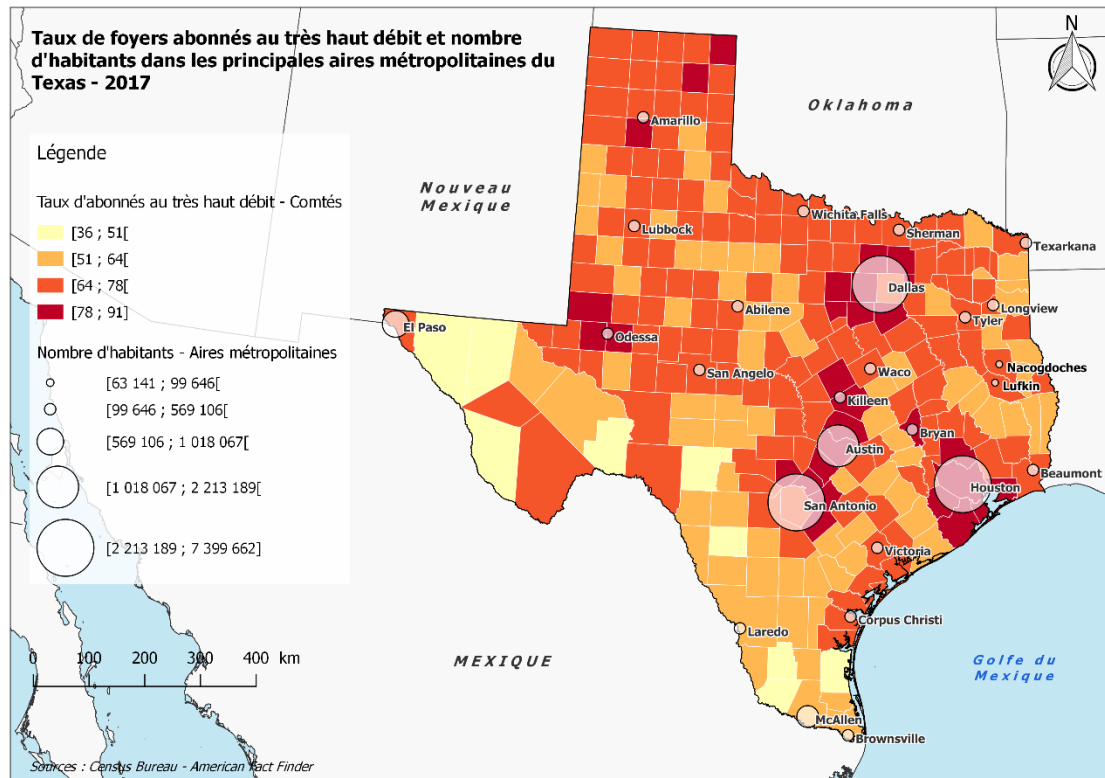 Taux de foyers abonnés au très haut débit et nombre
d'habitants dans les principales aires métropolitaines du
Texas - 2017
N
Oklahoma
Nouveau
Mexique
Légende
Taux d'abonnés au très haut débit - Comtés
[36 ; 51[
[51 ; 64[
[64 ; 78[
[78 ; 91]
Nombre d'habitants - Aires métropolitaines
[63 141 ; 99 646[
[99 646 ; 569 106[
[569 106 ; 1 018 067[
[1 018 067 ; 2 213 189[
[2 213 189 ; 7 399 662]
Amarillo
Wichita Falls
Lubbock
Sherman
Texarkana
Dallas
Abilene
Longview
Tyler
El Paso
Odessa
San Angelo
Waco
Nacogdoches
Lufkin
Killeen
Bryan
Austin
Beaumont
Houston
San Antonio
Victoria
Corpus Christi
Laredo
McAllen
Brownsville
MEXIQUE
Golfe du
Mexique
0 100 200 300 400 km
Sources : Census Bureau - American Fact Finder